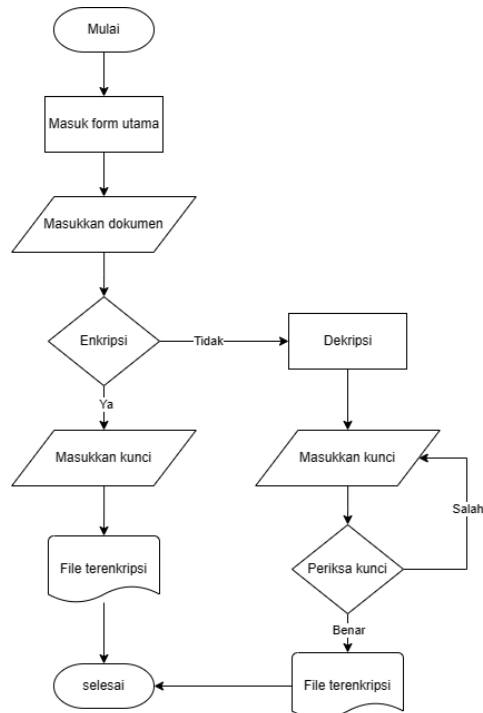 Mulai
Masuk form utama
Masukkan dokumen
Enkripsi
Tidak
Dekripsi
Ya
Masukkan kunci
Masukkan kunci
Salah
File terenkripsi
Periksa kunci
Benar
selesai
File terenkripsi